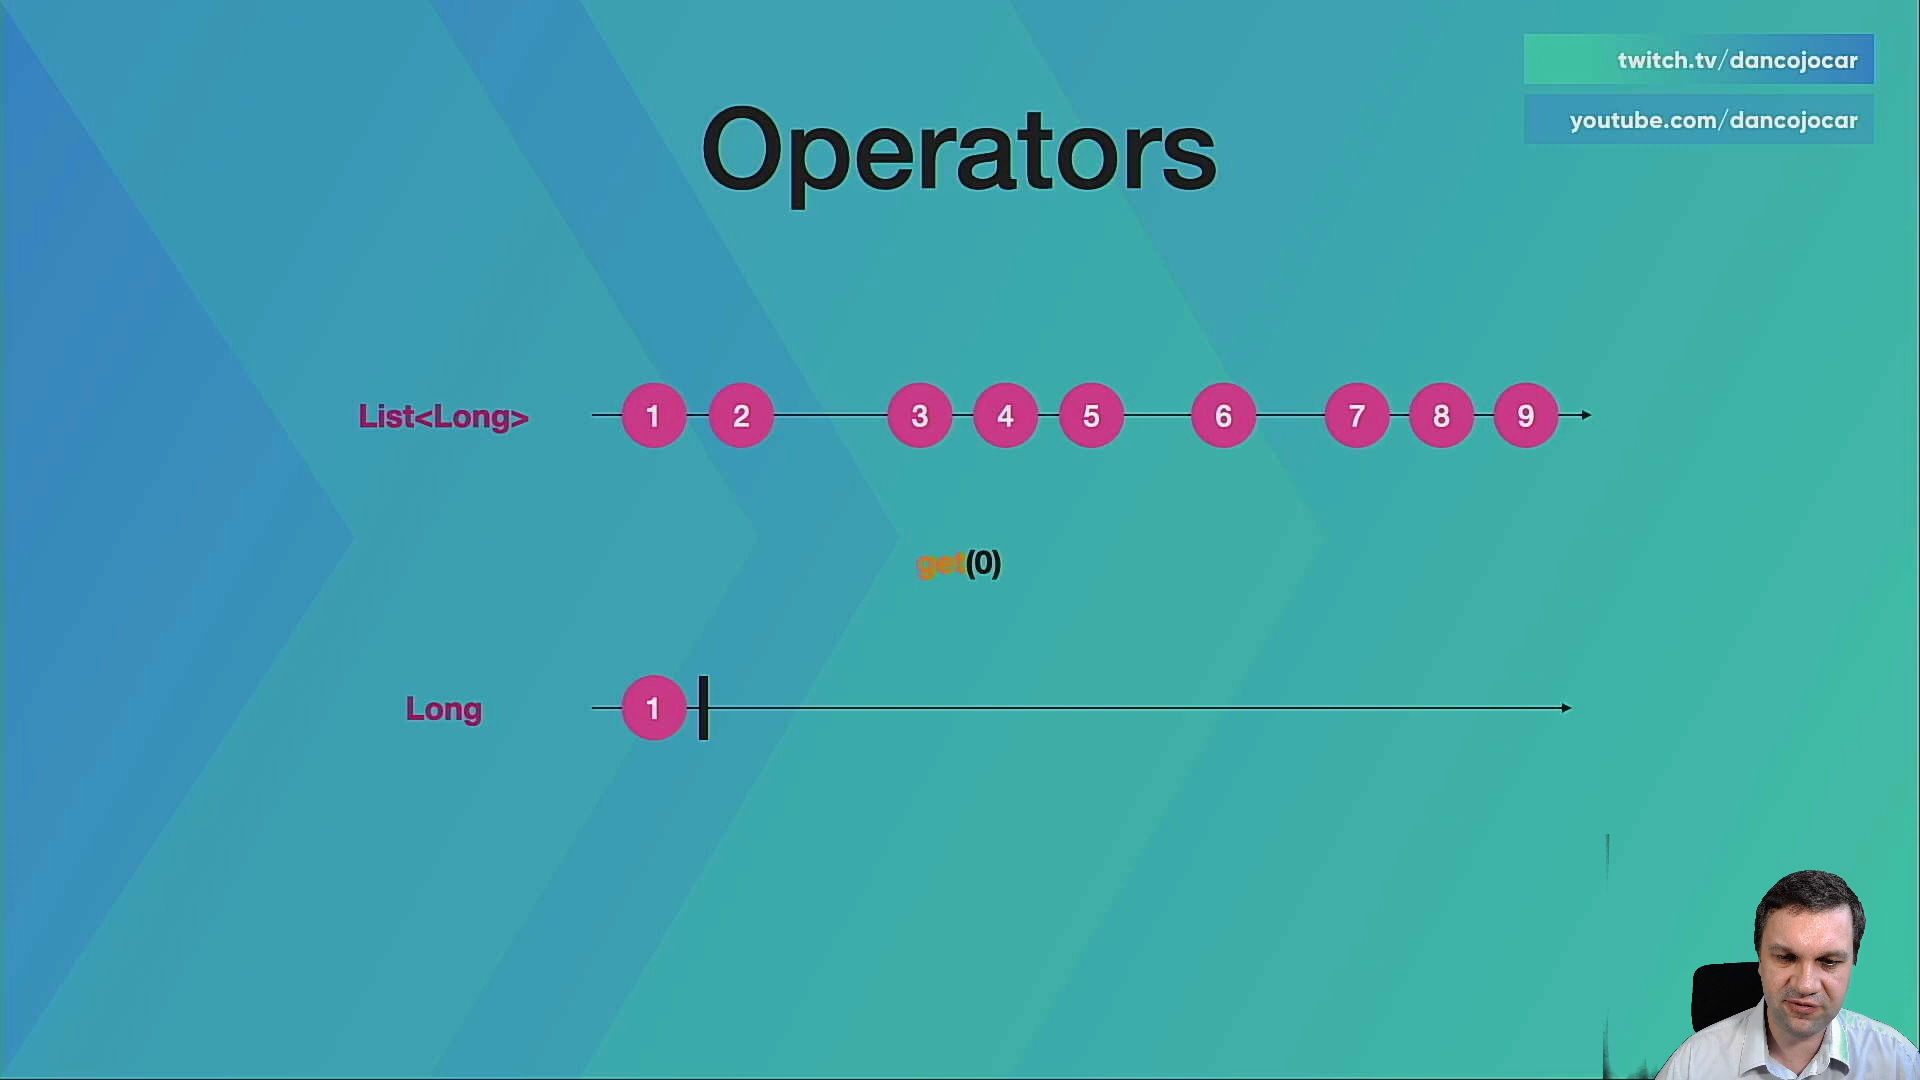 twitch.tv/dancojocar
youtube.com/dancojocar
Operators
List<Long> 1 2 3 4 5 6 7 8 9
get(0)
Long 1